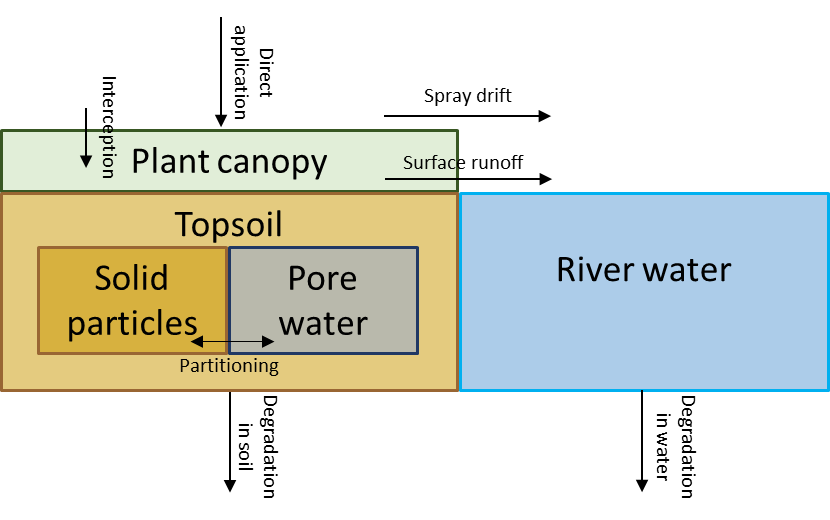 Direct
application
Interception
Spray drift
Plant canopy
Surface runoff
Topsoil
Solid
particles
Pore
water
Partitioning
River water
Degradation
in soil
Degradation
in water